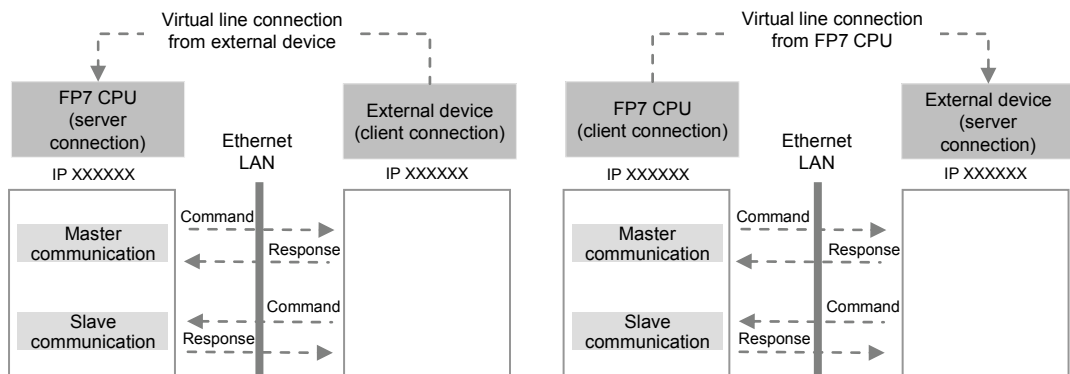 Virtual line connection
from external device
FP7 CPU
(server
connection)
External device
(client connection)
Ethernet
LAN
IP XXXXXX
IP XXXXXX
Master
communication
Command
Response
Slave
communication
Command
Response
Virtual line connection
from FP7 CPU
FP7 CPU
(client connection)
External device
(server
connection)
Ethernet
LAN
IP XXXXXX
IP XXXXXX
Master
communication
Command
Response
Slave
communication
Command
Response